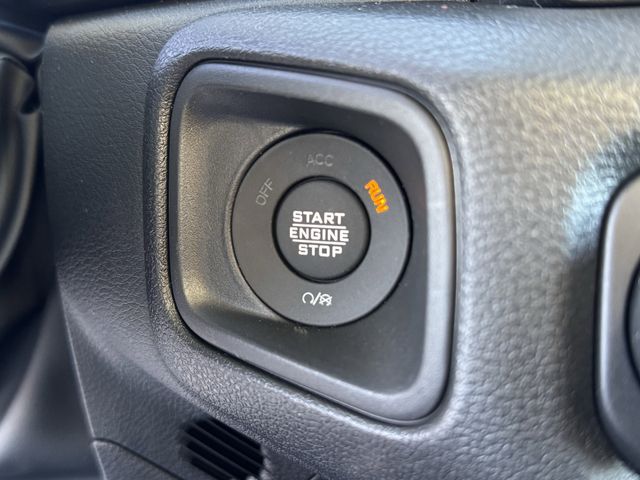 ACC
OFF
RUN
START
ENGINE
STOP